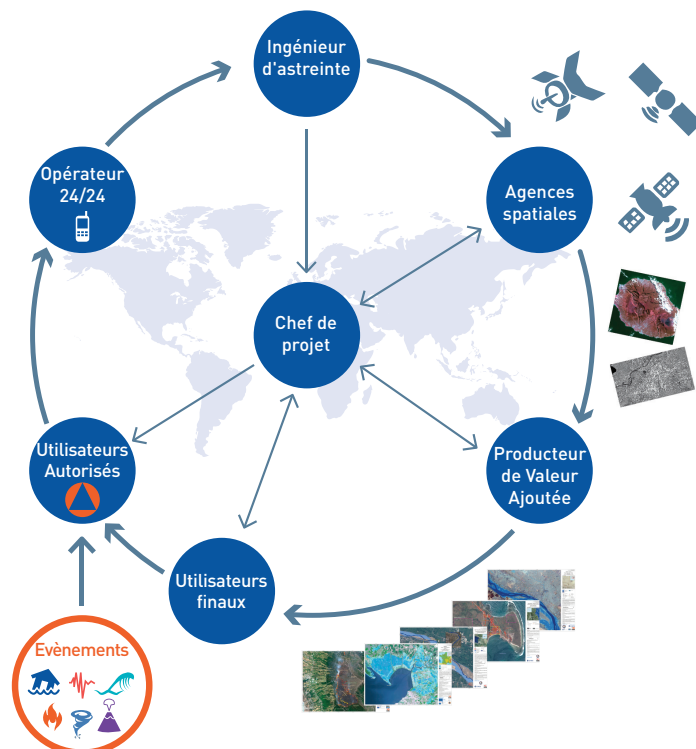 Ingénieur
d'astreinte
Opérateur
24/24
Agences
spatiales
Chef de
projet
Utilisateurs
Autorisés
Producteur
de Valeur
Ajoutée
Utilisateurs
finaux
Evènements